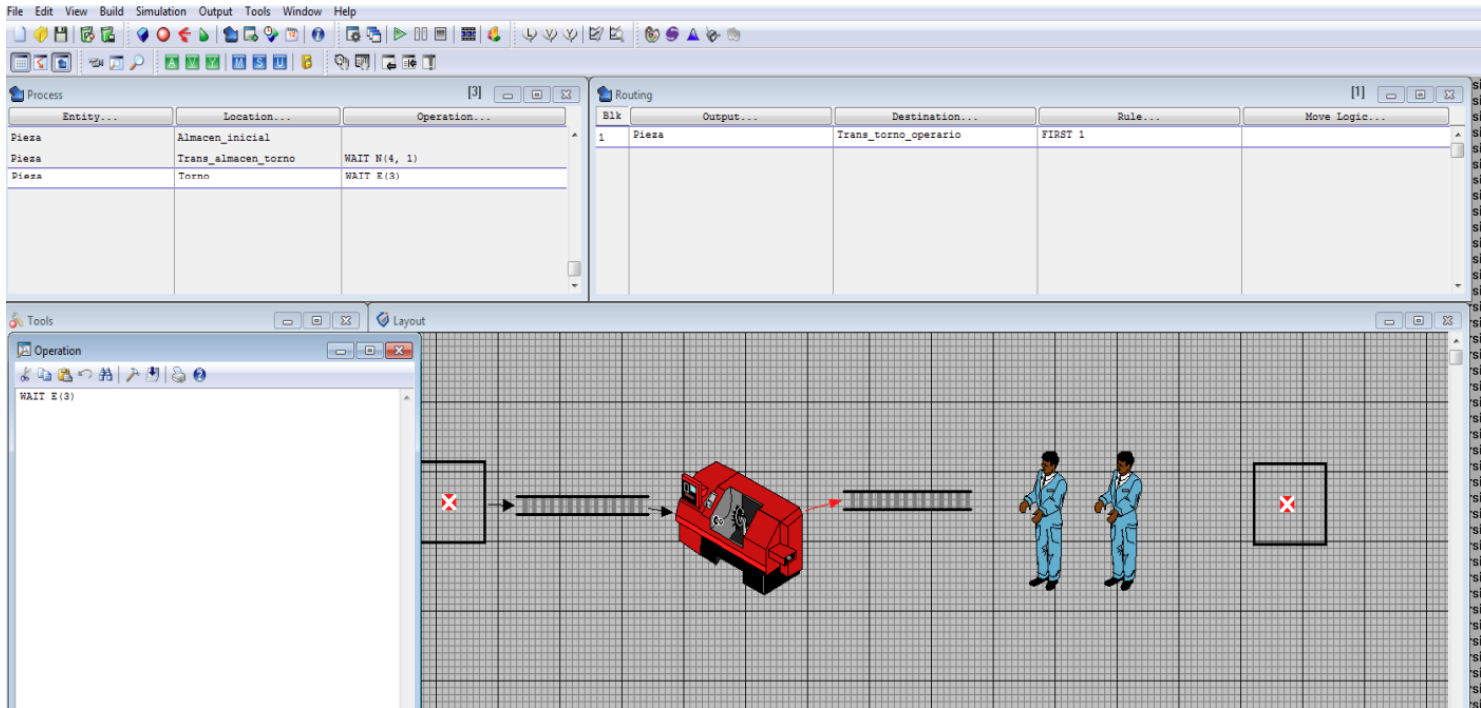 File Edit View Build Simulation Output Tools Window Help
Process [3]
Entity... Location... Operation...
Pieza Almacen_inicial
Pieza Trans_almacen_torno WAIT N(4, 1)
Pieza Torno WAIT E(3)
Routing [1]
Blk Output... Destination... Rule... Move Logic...
1 Pieza Trans_torno_operario FIRST 1
Tools
Layout
Operation
WAIT E(3)